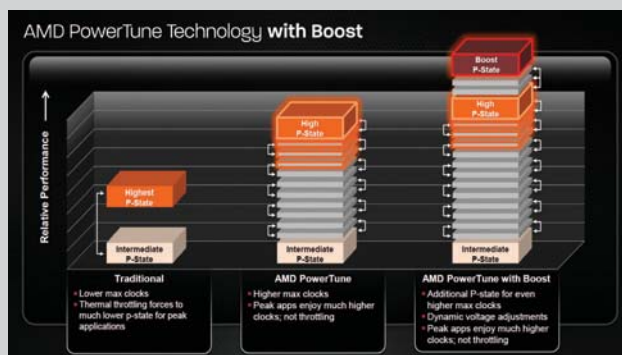 AMD PowerTune Technology with Boost
Relative Performance
Highest
P-State
Intermediate
P-State
High
P-State
Intermediate
P-State
Boost
P-State
High
P-State
Intermediate
P-State
Traditional
• Lower max clocks
• Thermal throttling forces to
much lower p-state for peak
applications
AMD PowerTune
• Higher max clocks
• Peak apps enjoy much higher
clocks; not throttling
AMD PowerTune with Boost
• Additional P-state for even
higher max clocks
• Dynamic voltage adjustments
• Peak apps enjoy much higher
clocks; not throttling